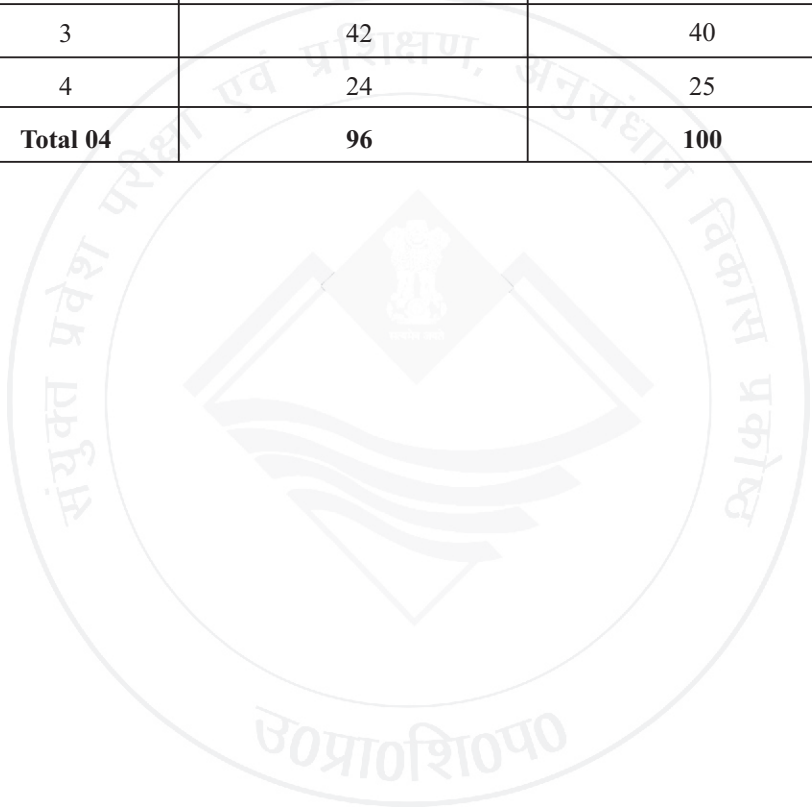 3 42 40
4 24 25
Total 04 96 100
संयुक्त प्रवेश परीक्षा एवं प्रशिक्षण, अनुसंधान विकास प्रकोष्ठ
उ०प्रा०शि०प०